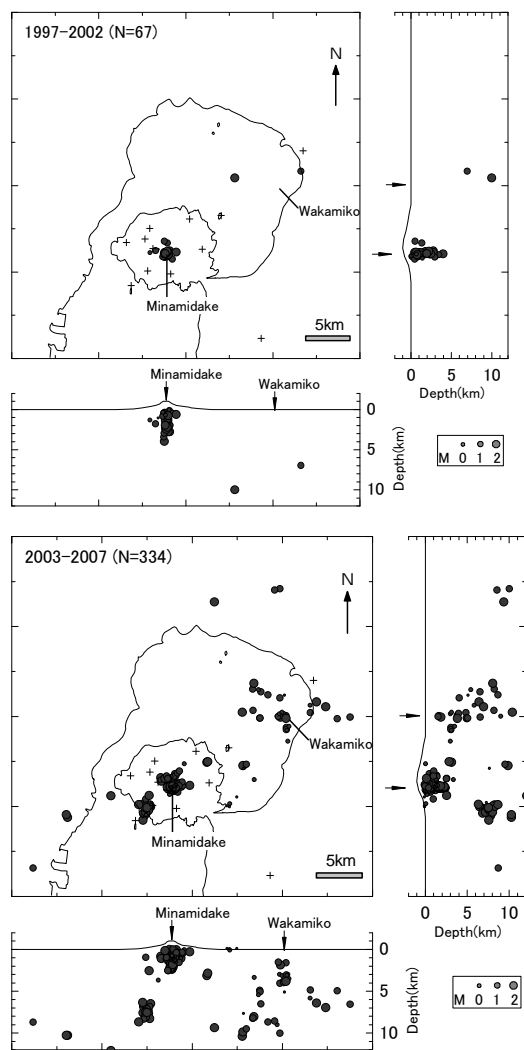 1997-2002 (N=67)
N
Wakamiko
Minamidake
5km
0 5 10
Depth(km)
Minamidake
Wakamiko
0
5
10
Depth(km)
M 0 1 2
2003-2007 (N=334)
N
Wakamiko
Minamidake
5km
0 5 10
Depth(km)
Minamidake
Wakamiko
0
5
10
Depth(km)
M 0 1 2